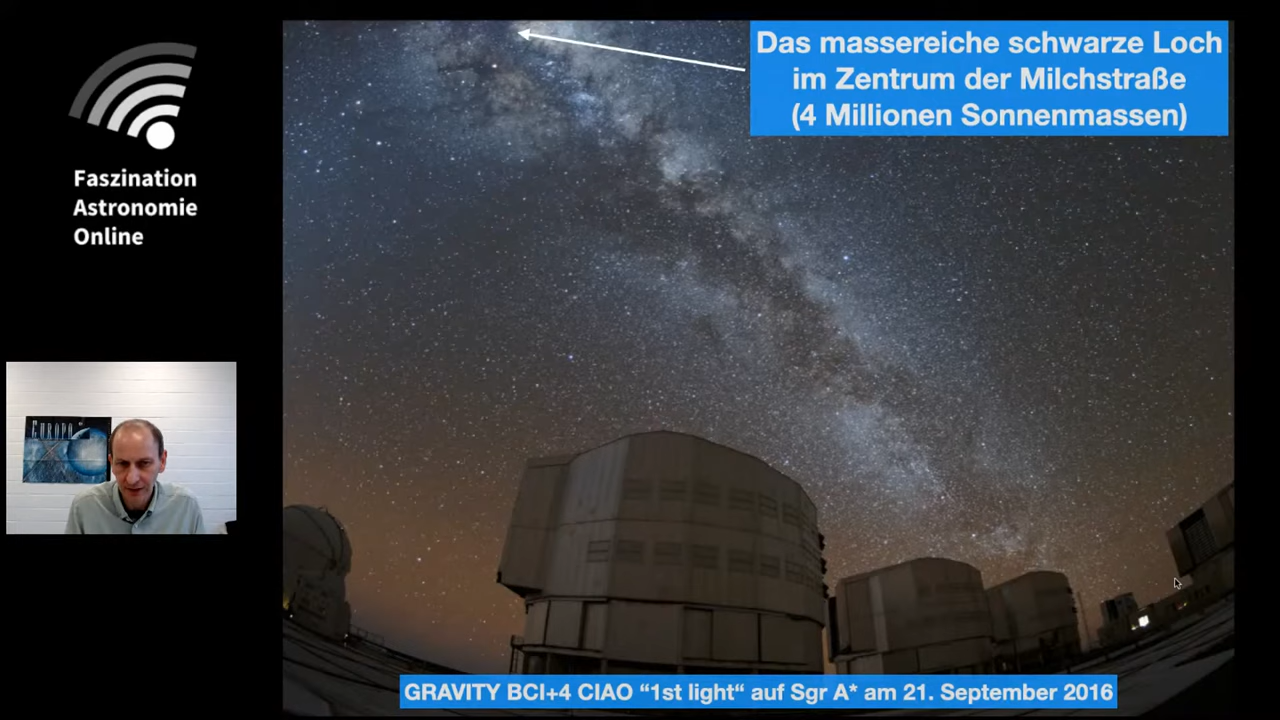 Das massereiche schwarze Loch
im Zentrum der Milchstraße
(4 Millionen Sonnenmassen)
Faszination
Astronomie
Online
EUROPA
GRAVITY BCI+4 CIAO “1st light“ auf Sgr A* am 21. September 2016